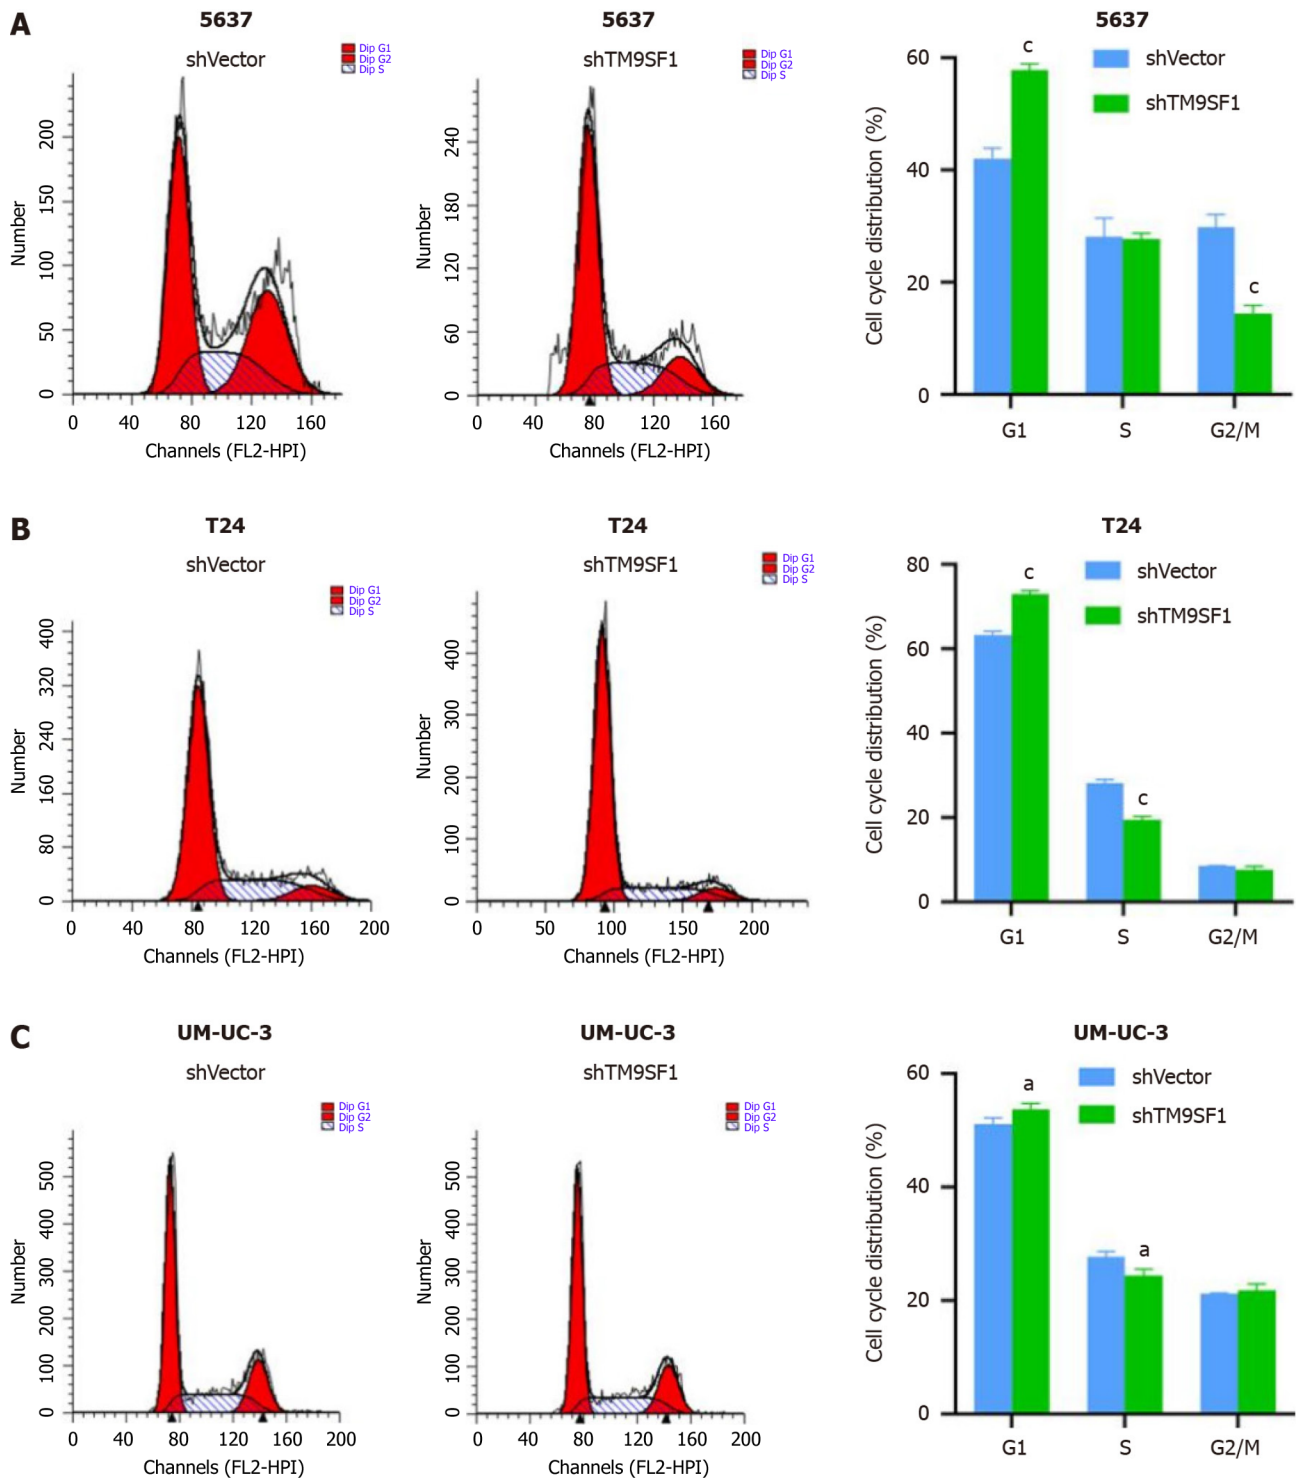 A
5637
shVector
Dip G1
Dip G2
Dip S
Number
200
150
100
50
0
0 40 80 120 160
Channels (FL2-HPI)
5637
shTM9SF1
Dip G1
Dip G2
Dip S
Number
240
180
120
60
0
0 40 80 120 160
Channels (FL2-HPI)
5637
shVector
shTM9SF1
Cell cycle distribution (%)
60
40
20
0
c
c
G1 S G2/M
B
T24
shVector
Dip G1
Dip G2
Dip S
Number
400
320
240
160
80
0
0 40 80 120 160 200
Channels (FL2-HPI)
T24
shTM9SF1
Dip G1
Dip G2
Dip S
Number
400
300
200
100
0
0 50 100 150 200
Channels (FL2-HPI)
T24
shVector
shTM9SF1
Cell cycle distribution (%)
80
60
40
20
0
c
c
G1 S G2/M
C
UM-UC-3
shVector
Dip G1
Dip G2
Dip S
Number
500
400
300
200
100
0
0 40 80 120 160 200
Channels (FL2-HPI)
UM-UC-3
shTM9SF1
Dip G1
Dip G2
Dip S
Number
500
400
300
200
100
0
0 40 80 120 160 200
Channels (FL2-HPI)
UM-UC-3
shVector
shTM9SF1
Cell cycle distribution (%)
60
40
20
0
a
a
G1 S G2/M